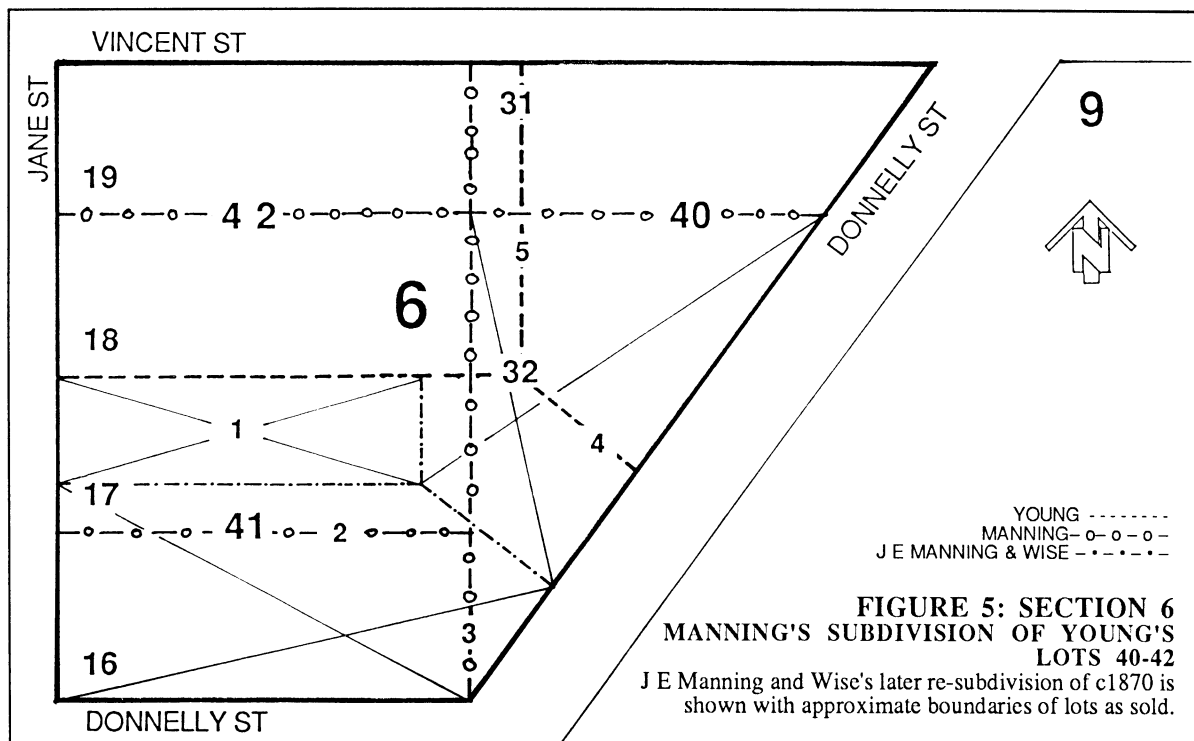 VINCENT ST
JANE ST
31
9
19
42
40
DONNELLY ST
5
N
6
18
32
1
4
17
41
2
YOUNG
MANNING
J E MANNING & WISE
3
16
FIGURE 5: SECTION 6
MANNING'S SUBDIVISION OF YOUNG'S
LOTS 40-42
J E Manning and Wise's later re-subdivision of c1870 is
shown with approximate boundaries of lots as sold.
DONNELLY ST